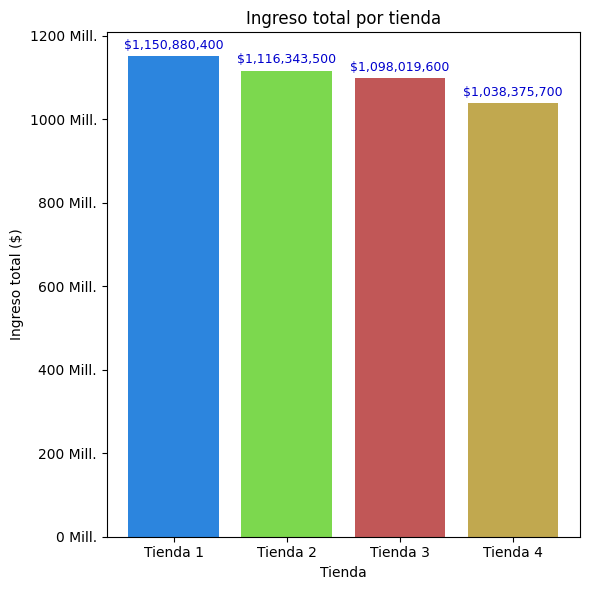 Ingreso total por tienda
$1,150,880,400
$1,116,343,500
$1,098,019,600
$1,038,375,700
1200 Mill.
1000 Mill.
800 Mill.
600 Mill.
400 Mill.
200 Mill.
0 Mill.
Ingreso total ($)
Tienda 1
Tienda 2
Tienda 3
Tienda 4
Tienda